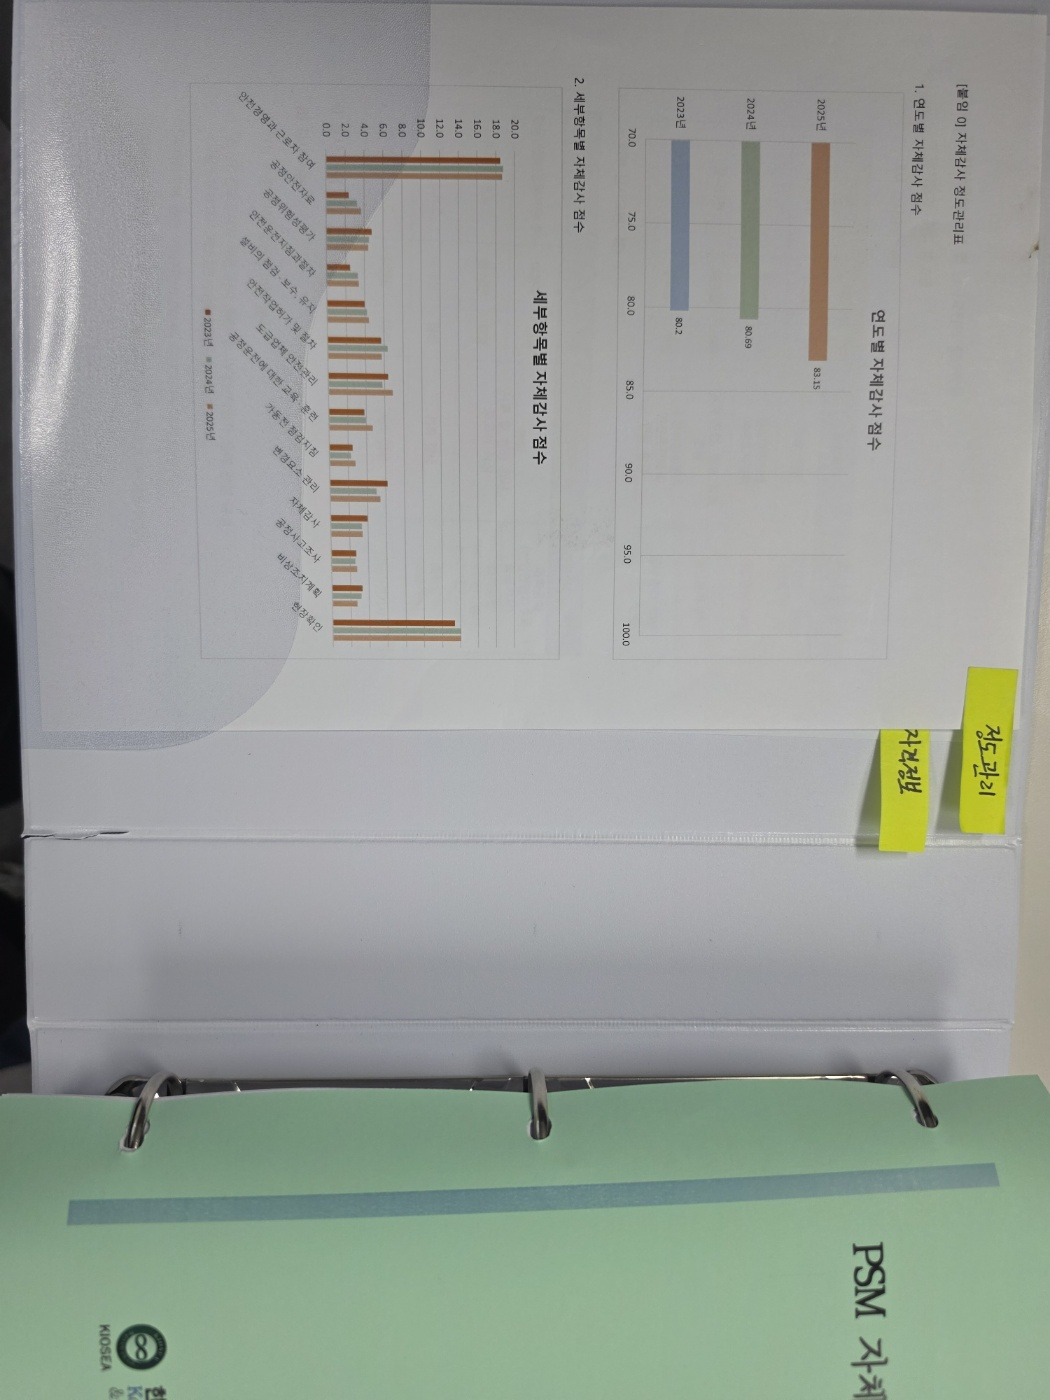 [붙임 이] 자체감사 정도관리표
1. 연도별 자체감사 점수
연도별 자체감사 점수
2025년
83.15
2024년
80.69
2023년
80.2
70.0 75.0 80.0 85.0 90.0 95.0 100.0
2. 세부항목별 자체감사 점수
세부항목별 자체감사 점수
20.0
18.0
16.0
14.0
12.0
10.0
8.0
6.0
4.0
2.0
0.0
안전경영과 근로자 참여
공정안전자료
공정위험성평가
안전운전지침과절차
설비의 점검·보수, 유지
안전작업허가 및 절차
도급업체 안전관리
공정운전에 대한 교육·훈련
가동전 점검지침
변경요소 관리
자체감사
공정사고조사
비상조치계획
현장확인
2023년 2024년 2025년
정도관리
자격정보
PSM 자체
KIOSEA